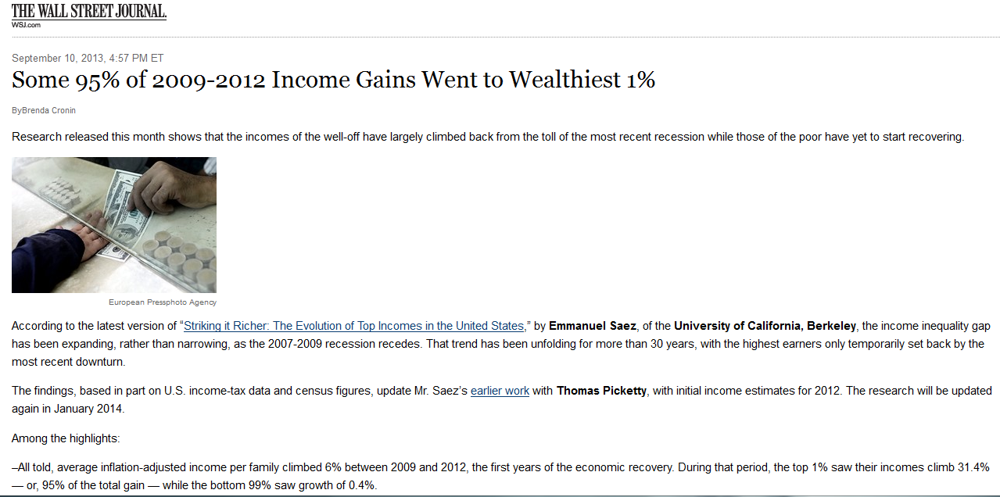 THE WALL STREET JOURNAL.
WSJ.com
September 10, 2013, 4:57 PM ET
Some 95% of 2009-2012 Income Gains Went to Wealthiest 1%
ByBrenda Cronin
Research released this month shows that the incomes of the well-off have largely climbed back from the toll of the most recent recession while those of the poor have yet to start recovering.
European Pressphoto Agency
According to the latest version of “Striking it Richer: The Evolution of Top Incomes in the United States,” by Emmanuel Saez, of the University of California, Berkeley, the income inequality gap
has been expanding, rather than narrowing, as the 2007-2009 recession recedes. That trend has been unfolding for more than 30 years, with the highest earners only temporarily set back by the
most recent downturn.
The findings, based in part on U.S. income-tax data and census figures, update Mr. Saez’s earlier work with Thomas Picketty, with initial income estimates for 2012. The research will be updated
again in January 2014.
Among the highlights:
–All told, average inflation-adjusted income per family climbed 6% between 2009 and 2012, the first years of the economic recovery. During that period, the top 1% saw their incomes climb 31.4%
— or, 95% of the total gain — while the bottom 99% saw growth of 0.4%.